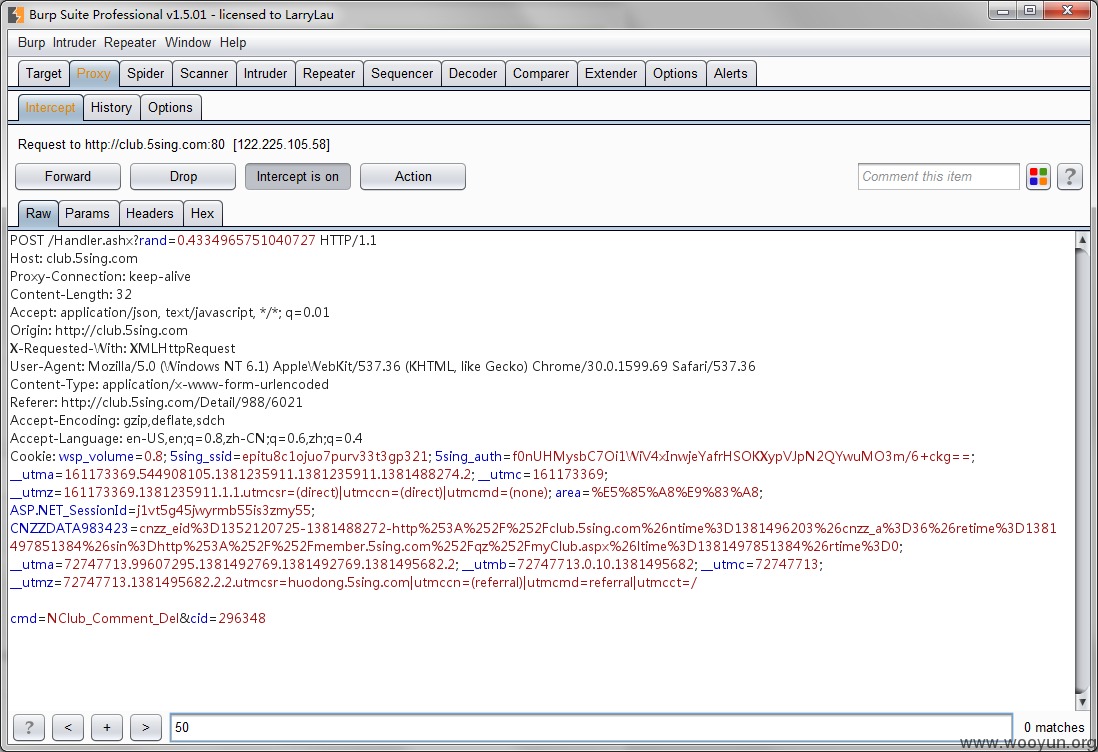 Burp Suite Professional v1.5.01 - licensed to LarryLau
Burp Intruder Repeater Window Help
Target Proxy Spider Scanner Intruder Repeater Sequencer Decoder Comparer Extender Options Alerts
Intercept History Options
Request to http://club.5sing.com:80 [122.225.105.58]
Forward Drop Intercept is on Action Comment this item ?
Raw Params Headers Hex
POST /Handler.ashx?rand=0.4334965751040727 HTTP/1.1
Host: club.5sing.com
Proxy-Connection: keep-alive
Content-Length: 32
Accept: application/json, text/javascript, */*; q=0.01
Origin: http://club.5sing.com
X-Requested-With: XMLHttpRequest
User-Agent: Mozilla/5.0 (Windows NT 6.1) AppleWebKit/537.36 (KHTML, like Gecko) Chrome/30.0.1599.69 Safari/537.36
Content-Type: application/x-www-form-urlencoded
Referer: http://club.5sing.com/Detail/988/6021
Accept-Encoding: gzip,deflate,sdch
Accept-Language: en-US,en;q=0.8,zh-CN;q=0.6,zh;q=0.4
Cookie: wsp_volume=0.8; 5sing_ssid=epitu8c1ojuo7purv33t3gp321; 5sing_auth=f0nUHMysbC7Oi1WiV4xInwjeYafrHSOKXypVJpN2QYwuMO3m/6+ckg==;
__utma=161173369.544908105.1381235911.1381235911.1381488274.2; __utmc=161173369;
__utmz=161173369.1381235911.1.1.utmcsr=(direct)|utmccn=(direct)|utmcmd=(none); area=%E5%85%A8%E9%83%A8;
ASP.NET_SessionId=j1vt5g45jwyrmb55is3zmy55;
CNZZDATA983423=cnzz_eid%3D1352120725-1381488272-http%253A%252F%252Fclub.5sing.com%26ntime%3D1381496203%26cnzz_a%3D36%26retime%3D1381
497851384%26sin%3Dhttp%253A%252F%252Fmember.5sing.com%252Fqz%252FmyClub.aspx%26ltime%3D1381497851384%26rtime%3D0;
__utma=72747713.99607295.1381492769.1381492769.1381495682.2; __utmb=72747713.0.10.1381495682; __utmc=72747713;
__utmz=72747713.1381495682.2.2.utmcsr=huodong.5sing.com|utmccn=(referral)|utmcmd=referral|utmcct=/
cmd=NClub_Comment_Del&cid=296348
? < + > 50 0 matches
www.wooyun.org